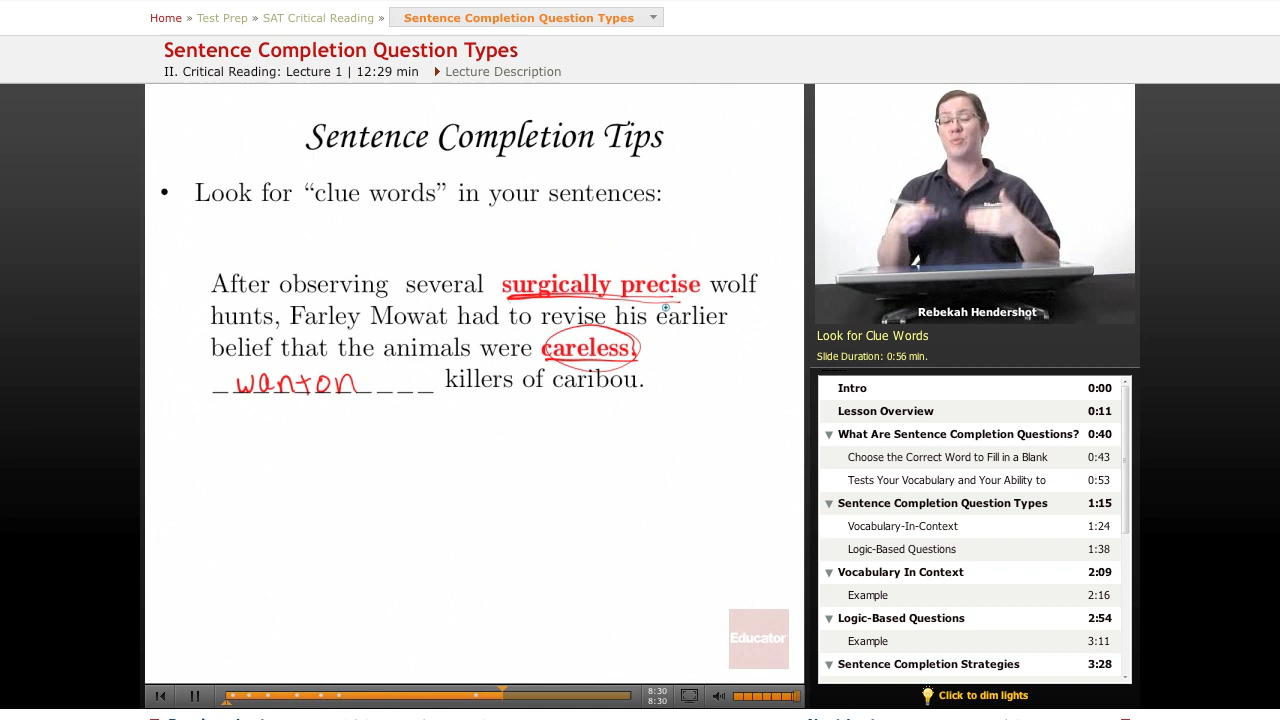 Home » Test Prep » SAT Critical Reading » Sentence Completion Question Types
Sentence Completion Question Types
II. Critical Reading: Lecture 1 | 12:29 min Lecture Description
Sentence Completion Tips
• Look for “clue words” in your sentences:
After observing several surgically precise wolf
hunts, Farley Mowat had to revise his earlier
belief that the animals were careless,
_ wanton _ _ _ _ killers of caribou.
Educator
Rebekah Hendershot
Look for Clue Words
Slide Duration: 0:56 min.
Intro 0:00
Lesson Overview 0:11
What Are Sentence Completion Questions? 0:40
Choose the Correct Word to Fill in a Blank 0:43
Tests Your Vocabulary and Your Ability to 0:53
Sentence Completion Question Types 1:15
Vocabulary-In-Context 1:24
Logic-Based Questions 1:38
Vocabulary In Context 2:09
Example 2:16
Logic-Based Questions 2:54
Example 3:11
Sentence Completion Strategies 3:28
8:30
8:30
Click to dim lights